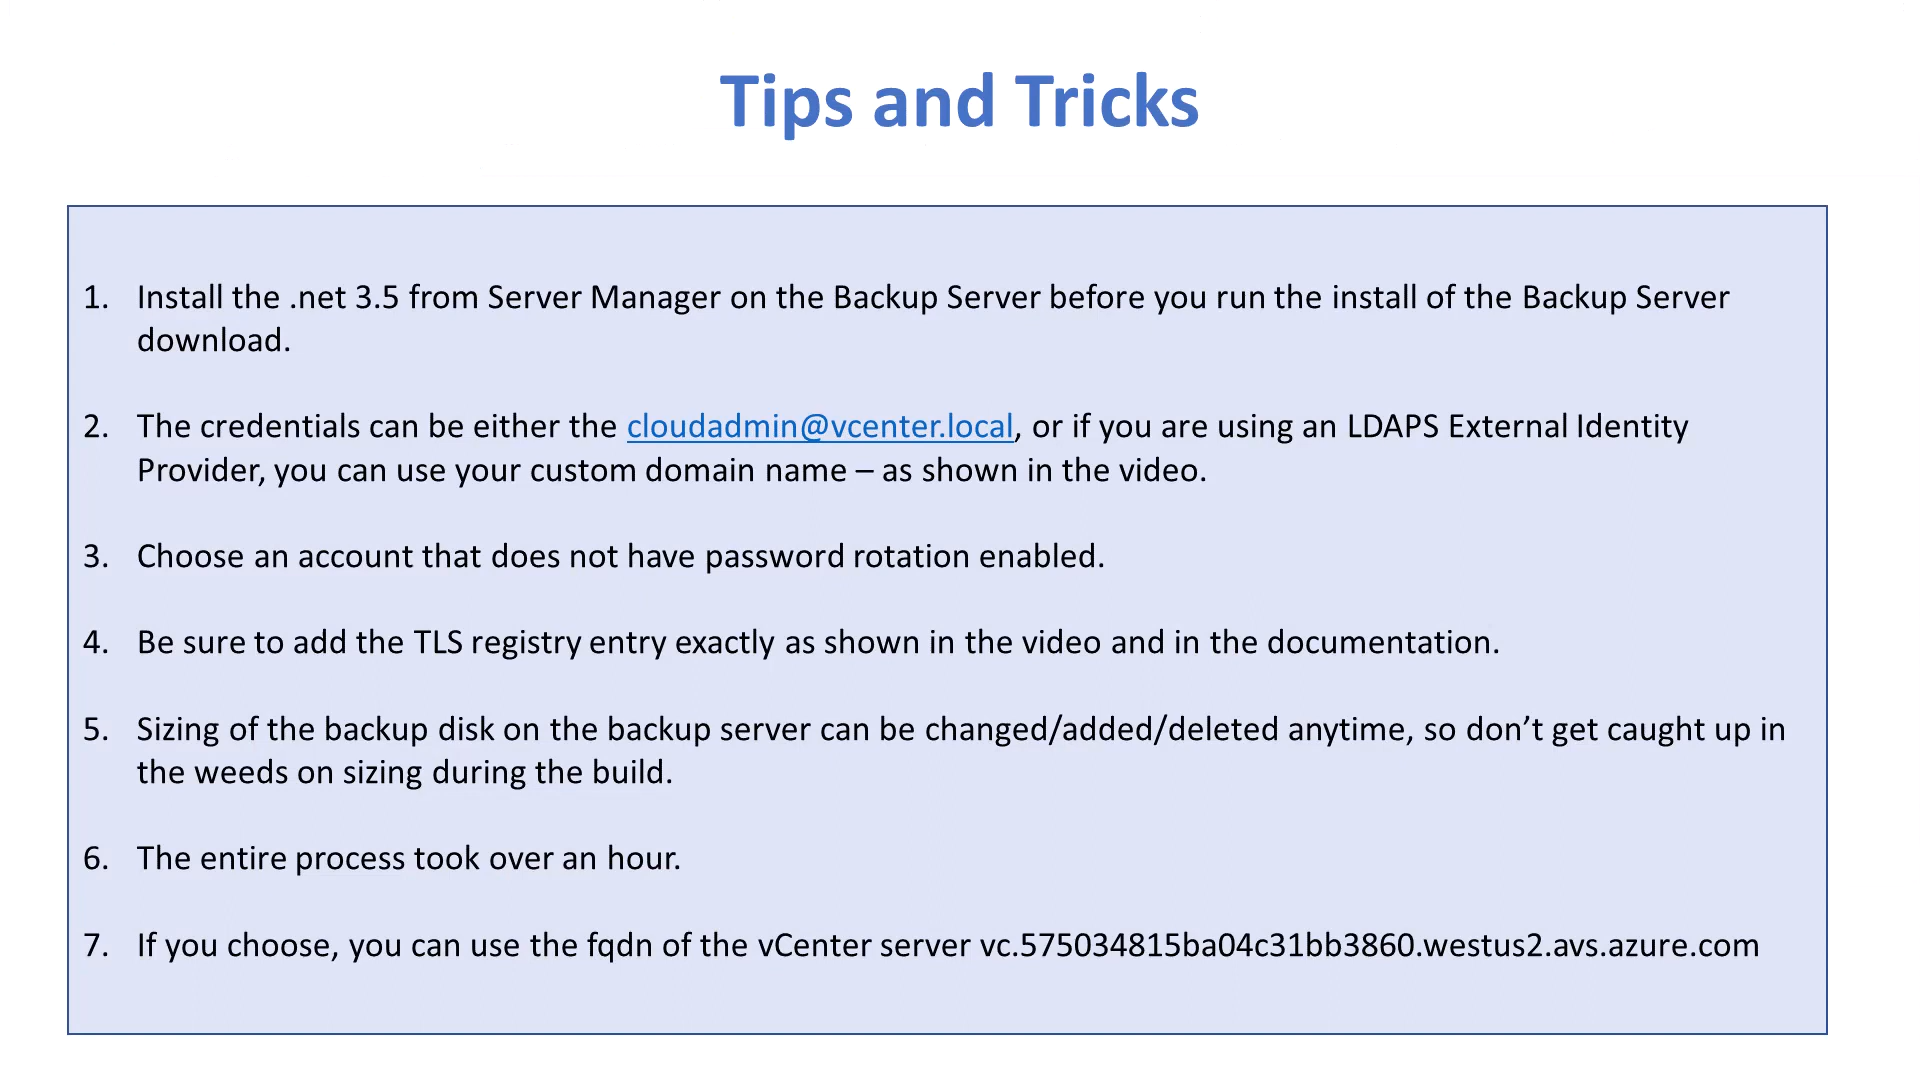 Tips and Tricks
1. Install the .net 3.5 from Server Manager on the Backup Server before you run the install of the Backup Server
download.
2. The credentials can be either the cloudadmin@vcenter.local, or if you are using an LDAPS External Identity
Provider, you can use your custom domain name – as shown in the video.
3. Choose an account that does not have password rotation enabled.
4. Be sure to add the TLS registry entry exactly as shown in the video and in the documentation.
5. Sizing of the backup disk on the backup server can be changed/added/deleted anytime, so don’t get caught up in
the weeds on sizing during the build.
6. The entire process took over an hour.
7. If you choose, you can use the fqdn of the vCenter server vc.575034815ba04c31bb3860.westus2.avs.azure.com